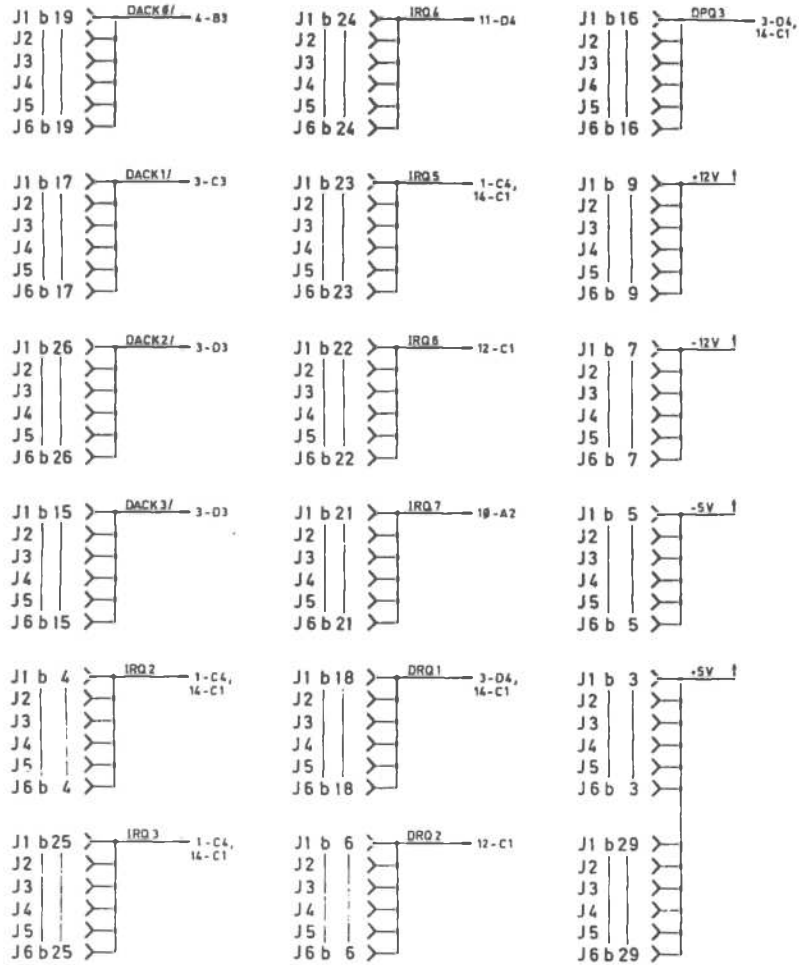 J1 b 19 DACK0/ 4-B3
J2
J3
J4
J5
J6 b 19
J1 b 17 DACK1/ 3-C3
J2
J3
J4
J5
J6 b 17
J1 b 26 DACK2/ 3-D3
J2
J3
J4
J5
J6 b 26
J1 b 15 DACK3/ 3-D3
J2
J3
J4
J5
J6 b 15
J1 b 4 IRQ2 1-C4,
14-C1
J2
J3
J4
J5
J6 b 4
J1 b 25 IRQ3 1-C4,
14-C1
J2
J3
J4
J5
J6 b 25
J1 b 24 IRQ4 11-D4
J2
J3
J4
J5
J6 b 24
J1 b 23 IRQ5 1-C4,
14-C1
J2
J3
J4
J5
J6 b 23
J1 b 22 IRQ6 12-C1
J2
J3
J4
J5
J6 b 22
J1 b 21 IRQ7 10-A2
J2
J3
J4
J5
J6 b 21
J1 b 18 DRQ1 3-D4,
14-C1
J2
J3
J4
J5
J6 b 18
J1 b 6 DRQ2 12-C1
J2
J3
J4
J5
J6 b 6
J1 b 16 DPQ3 3-D4,
14-C1
J2
J3
J4
J5
J6 b 16
J1 b 9 +12V
J2
J3
J4
J5
J6 b 9
J1 b 7 -12V
J2
J3
J4
J5
J6 b 7
J1 b 5 -5V
J2
J3
J4
J5
J6 b 5
J1 b 3 +5V
J2
J3
J4
J5
J6 b 3
J1 b 29
J2
J3
J4
J5
J6 b 29